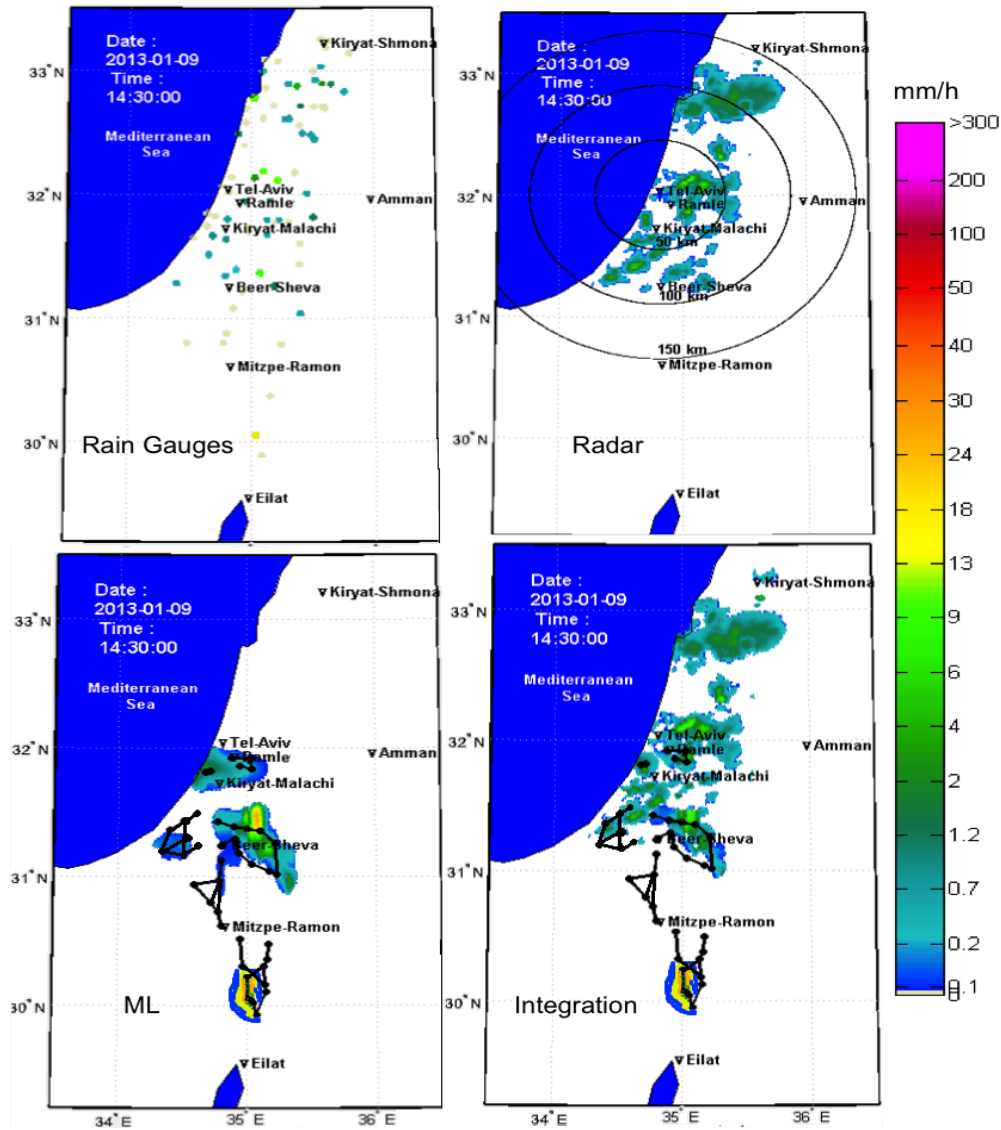 Date :
2013-01-09
Time :
14:30:00
Mediterranean
Sea
33°N
32°N
31°N
30°N
Kiryat-Shmona
Tel-Aviv
Ramle
Amman
Kiryat-Malachi
Beer-Sheva
Mitzpe-Ramon
Rain Gauges
Eilat
Date :
2013-01-09
Time :
14:30:00
Mediterranean
Sea
33°N
32°N
31°N
30°N
Kiryat-Shmona
Tel-Aviv
Ramle
Amman
Kiryat-Malachi
50 km
Beer-Sheva
100 km
150 km
Mitzpe-Ramon
Radar
Eilat
mm/h
>300
200
100
50
40
30
24
18
13
9
6
4
2
1.2
0.7
0.2
0.1
0
Date :
2013-01-09
Time :
14:30:00
Mediterranean
Sea
33°N
32°N
31°N
30°N
Kiryat-Shmona
Tel-Aviv
Ramle
Amman
Kiryat-Malachi
Beer-Sheva
Mitzpe-Ramon
ML
Eilat
34°E
35°E
36°E
Date :
2013-01-09
Time :
14:30:00
Mediterranean
Sea
33°N
32°N
31°N
30°N
Kiryat-Shmona
Tel-Aviv
Ramle
Amman
Kiryat-Malachi
Beer-Sheva
Mitzpe-Ramon
Integration
Eilat
34°E
35°E
36°E